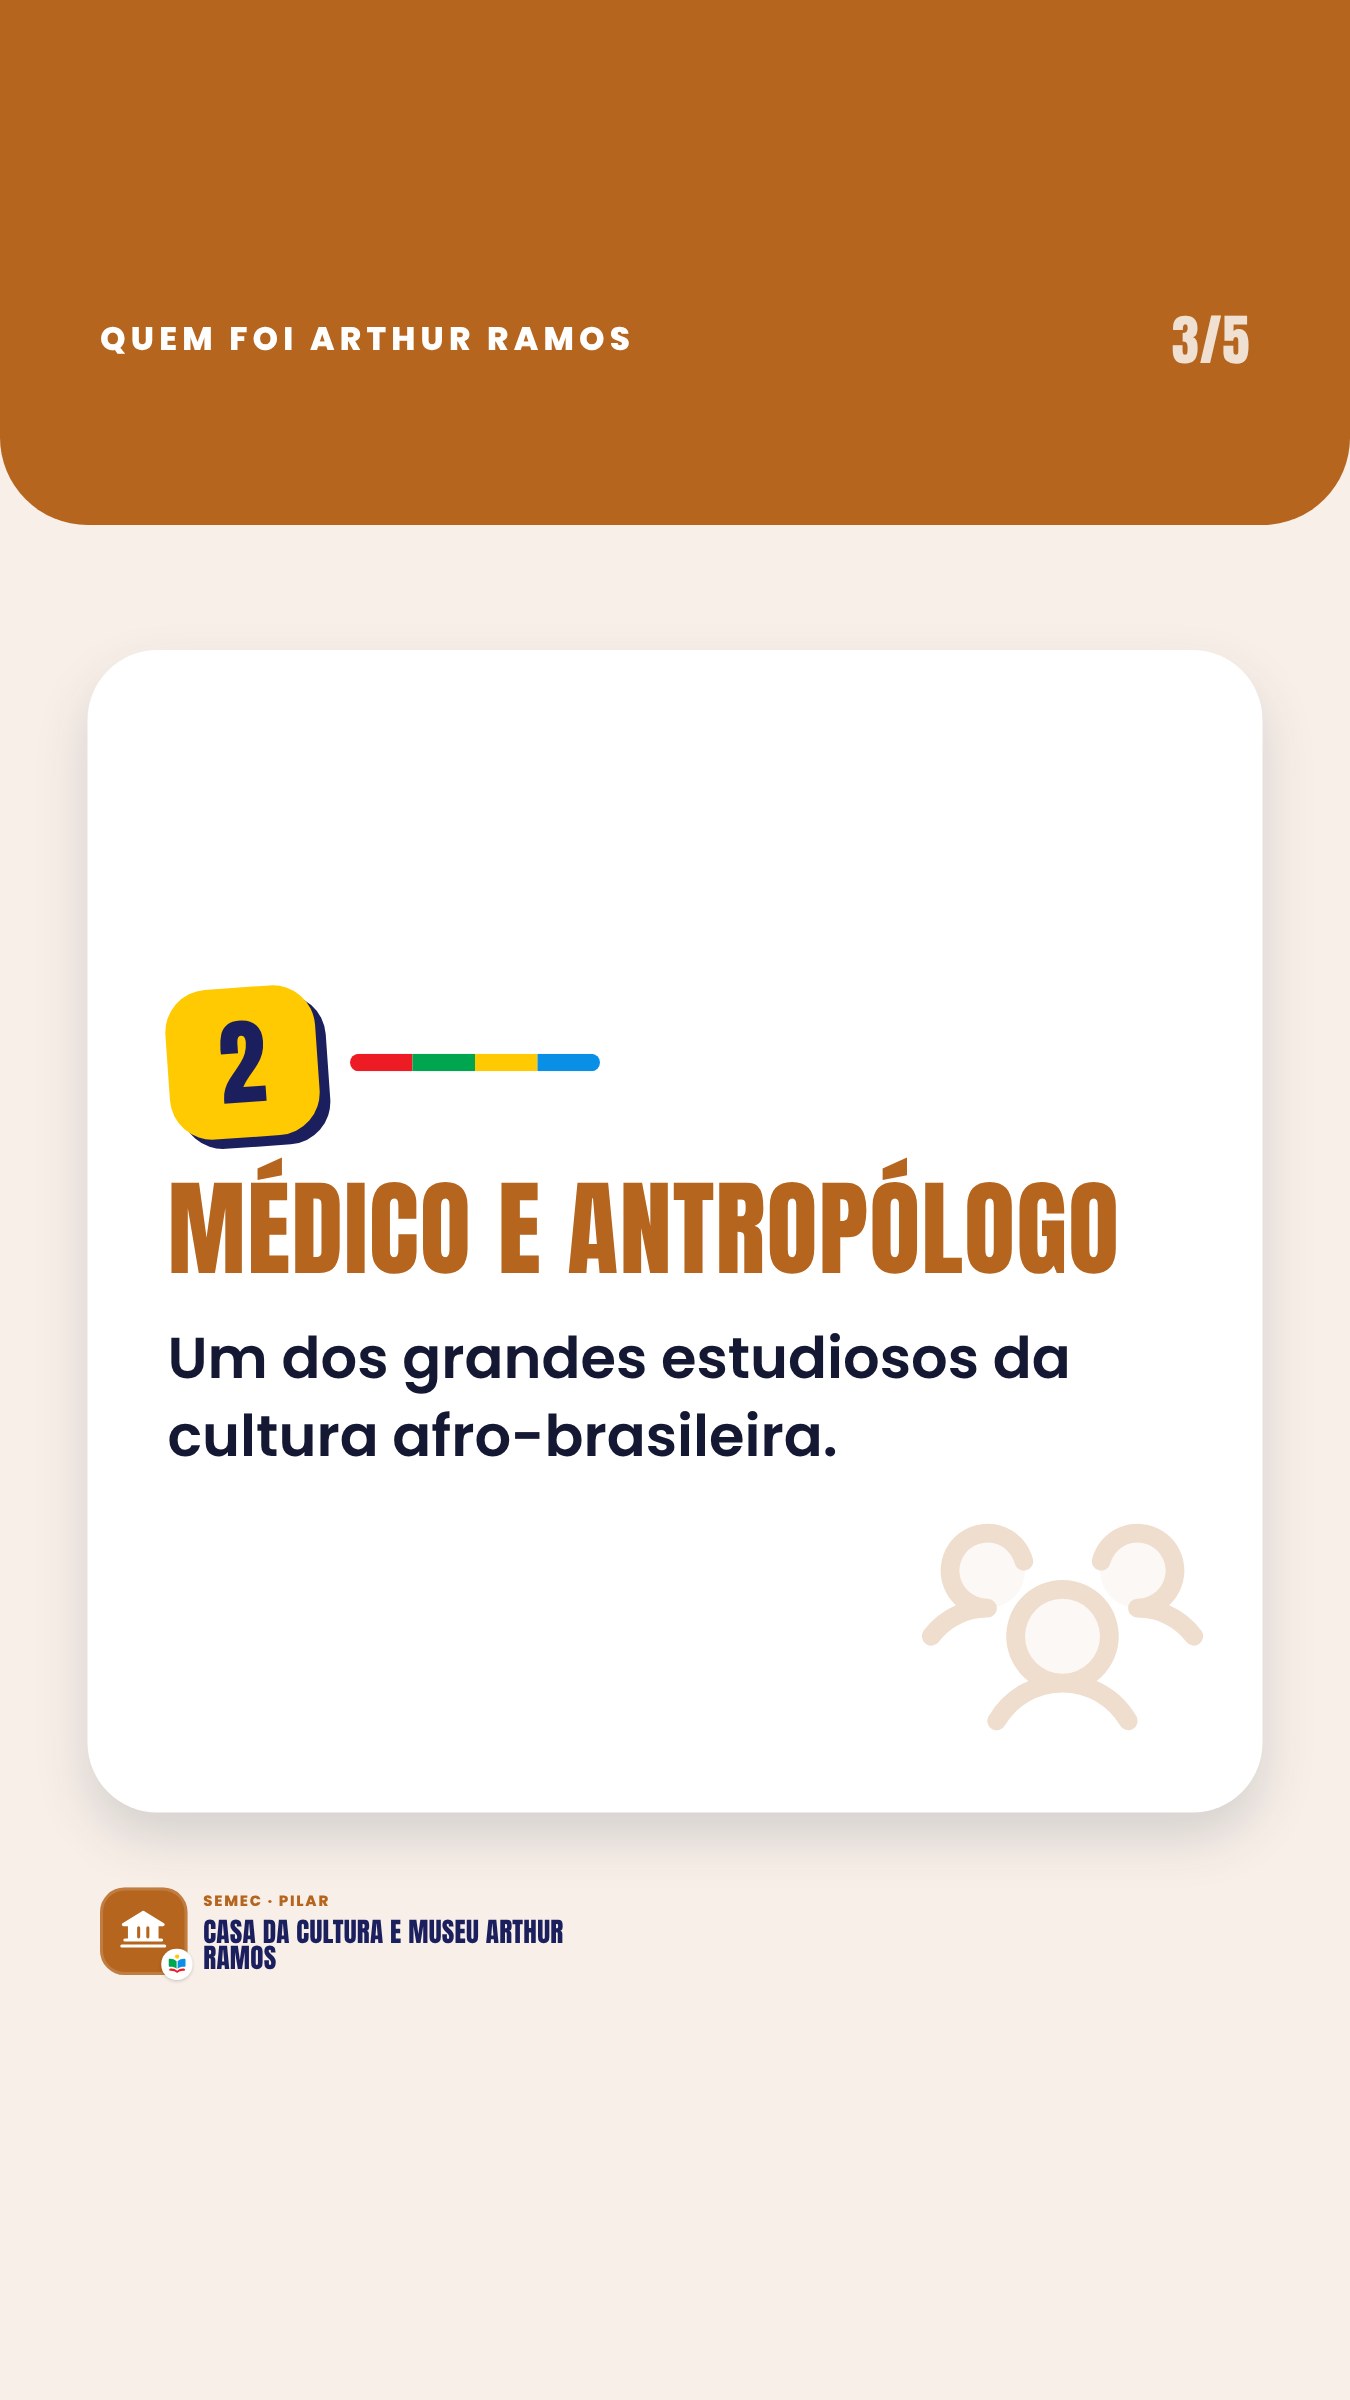 QUEM FOI ARTHUR RAMOS
3/5
2
MÉDICO E ANTROPÓLOGO
Um dos grandes estudiosos da
cultura afro-brasileira.
SEMEC · PILAR
CASA DA CULTURA E MUSEU ARTHUR
RAMOS